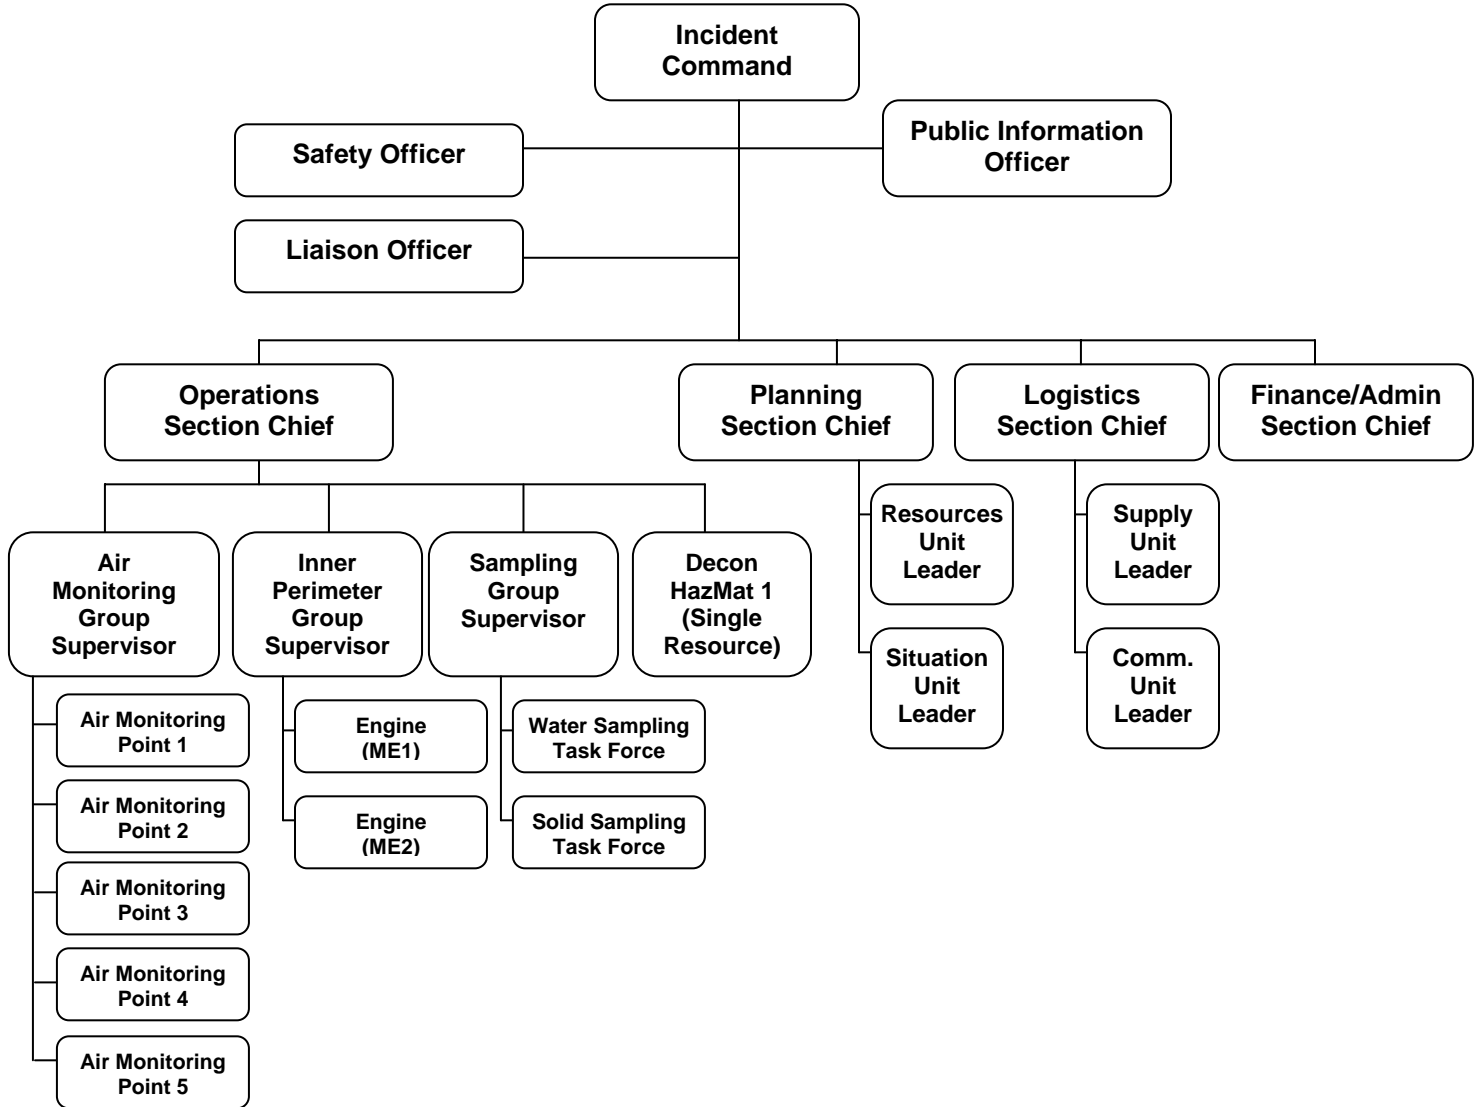 Incident
Command
Safety Officer
Public Information
Officer
Liaison Officer
Operations
Section Chief
Planning
Section Chief
Logistics
Section Chief
Finance/Admin
Section Chief
Air
Monitoring
Group
Supervisor
Inner
Perimeter
Group
Supervisor
Sampling
Group
Supervisor
Decon
HazMat 1
(Single
Resource)
Resources
Unit
Leader
Supply
Unit
Leader
Situation
Unit
Leader
Comm.
Unit
Leader
Air Monitoring
Point 1
Air Monitoring
Point 2
Air Monitoring
Point 3
Air Monitoring
Point 4
Air Monitoring
Point 5
Engine
(ME1)
Engine
(ME2)
Water Sampling
Task Force
Solid Sampling
Task Force